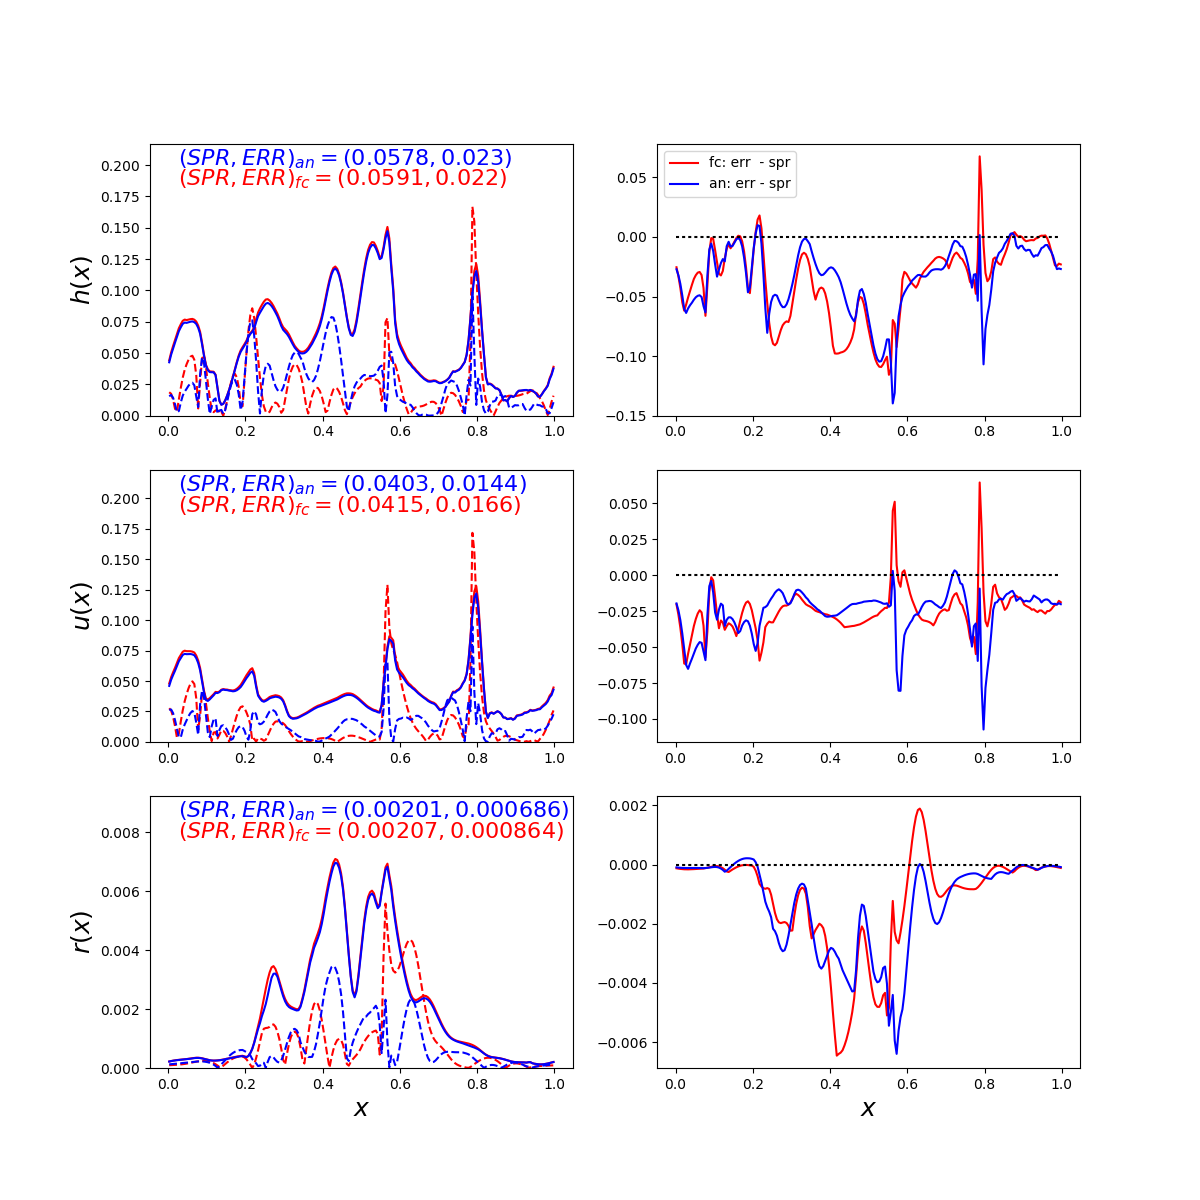 (SPR, ERR)an = (0.0578, 0.023)
(SPR, ERR)fc = (0.0591, 0.022)
h(x)
0.200
0.175
0.150
0.125
0.100
0.075
0.050
0.025
0.000
0.0 0.2 0.4 0.6 0.8 1.0
fc: err - spr
an: err - spr
0.05
0.00
−0.05
−0.10
−0.15
0.0 0.2 0.4 0.6 0.8 1.0
(SPR, ERR)an = (0.0403, 0.0144)
(SPR, ERR)fc = (0.0415, 0.0166)
u(x)
0.200
0.175
0.150
0.125
0.100
0.075
0.050
0.025
0.000
0.0 0.2 0.4 0.6 0.8 1.0
0.050
0.025
0.000
−0.025
−0.050
−0.075
−0.100
0.0 0.2 0.4 0.6 0.8 1.0
(SPR, ERR)an = (0.00201, 0.000686)
(SPR, ERR)fc = (0.00207, 0.000864)
r(x)
0.008
0.006
0.004
0.002
0.000
0.0 0.2 0.4 0.6 0.8 1.0
x
0.002
0.000
−0.002
−0.004
−0.006
0.0 0.2 0.4 0.6 0.8 1.0
x